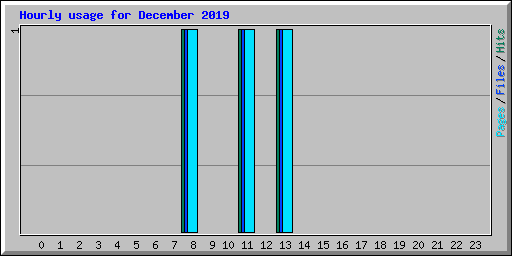 Hourly usage for December 2019
1
Pages/Files/Hits
0 1 2 3 4 5 6 7 8 9 10 11 12 13 14 15 16 17 18 19 20 21 22 23